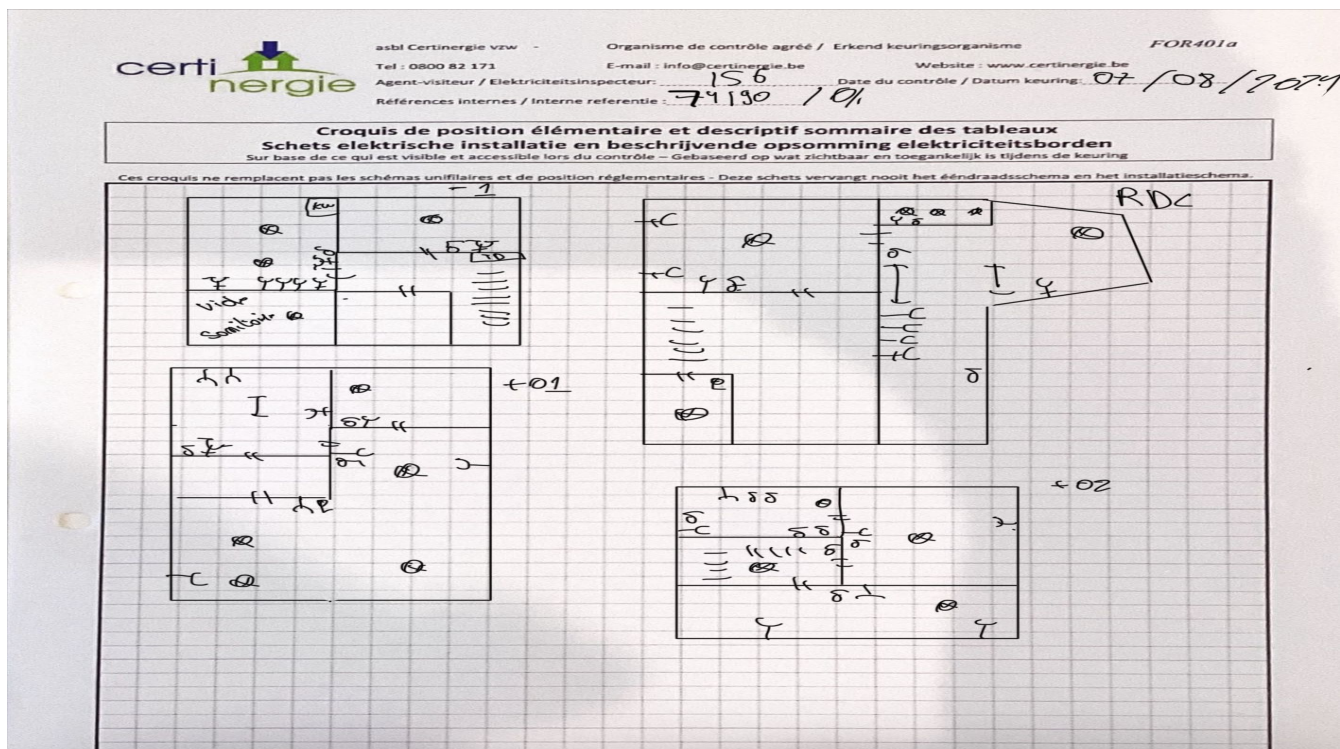 certi
nergie
asbl Certinergie vzw -
Organisme de contrôle agréé / Erkend keuringsorganisme
FOR401a
Tel : 0800 82 171
E-mail : info@certinergie.be
Website : www.certinergie.be
Agent-visiteur / Elektriciteitsinspecteur: 156
Date du contrôle / Datum keuring: 07/08/2024
Références internes / Interne referentie : 74190 / 01
Croquis de position élémentaire et descriptif sommaire des tableaux
Schets elektrische installatie en beschrijvende opsomming elektriciteitsborden
Sur base de ce qui est visible et accessible lors du contrôle – Gebaseerd op wat zichtbaar en toegankelijk is tijdens de keuring
Ces croquis ne remplacent pas les schémas unifilaires et de position réglementaires - Deze schets vervangt nooit het ééndraadsschema en het installatieschema.
-1
RDC
TD
vide
sanitaire
+01
+02